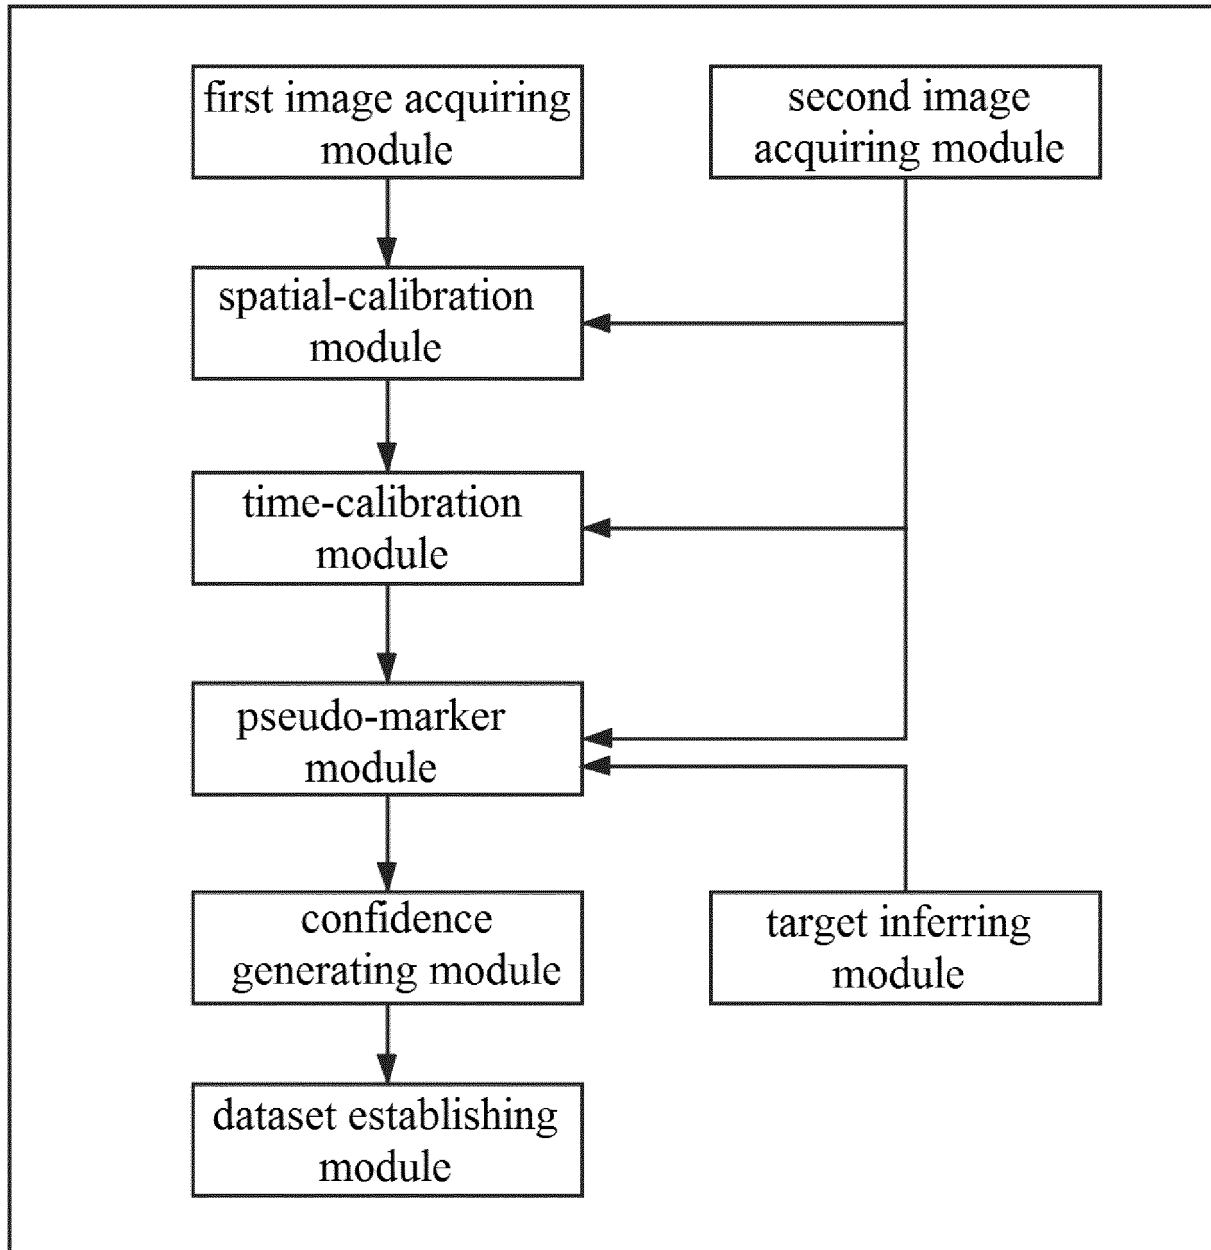 first image acquiring
module
second image
acquiring module
spatial-calibration
module
time-calibration
module
pseudo-marker
module
confidence
generating module
target inferring
module
dataset establishing
module